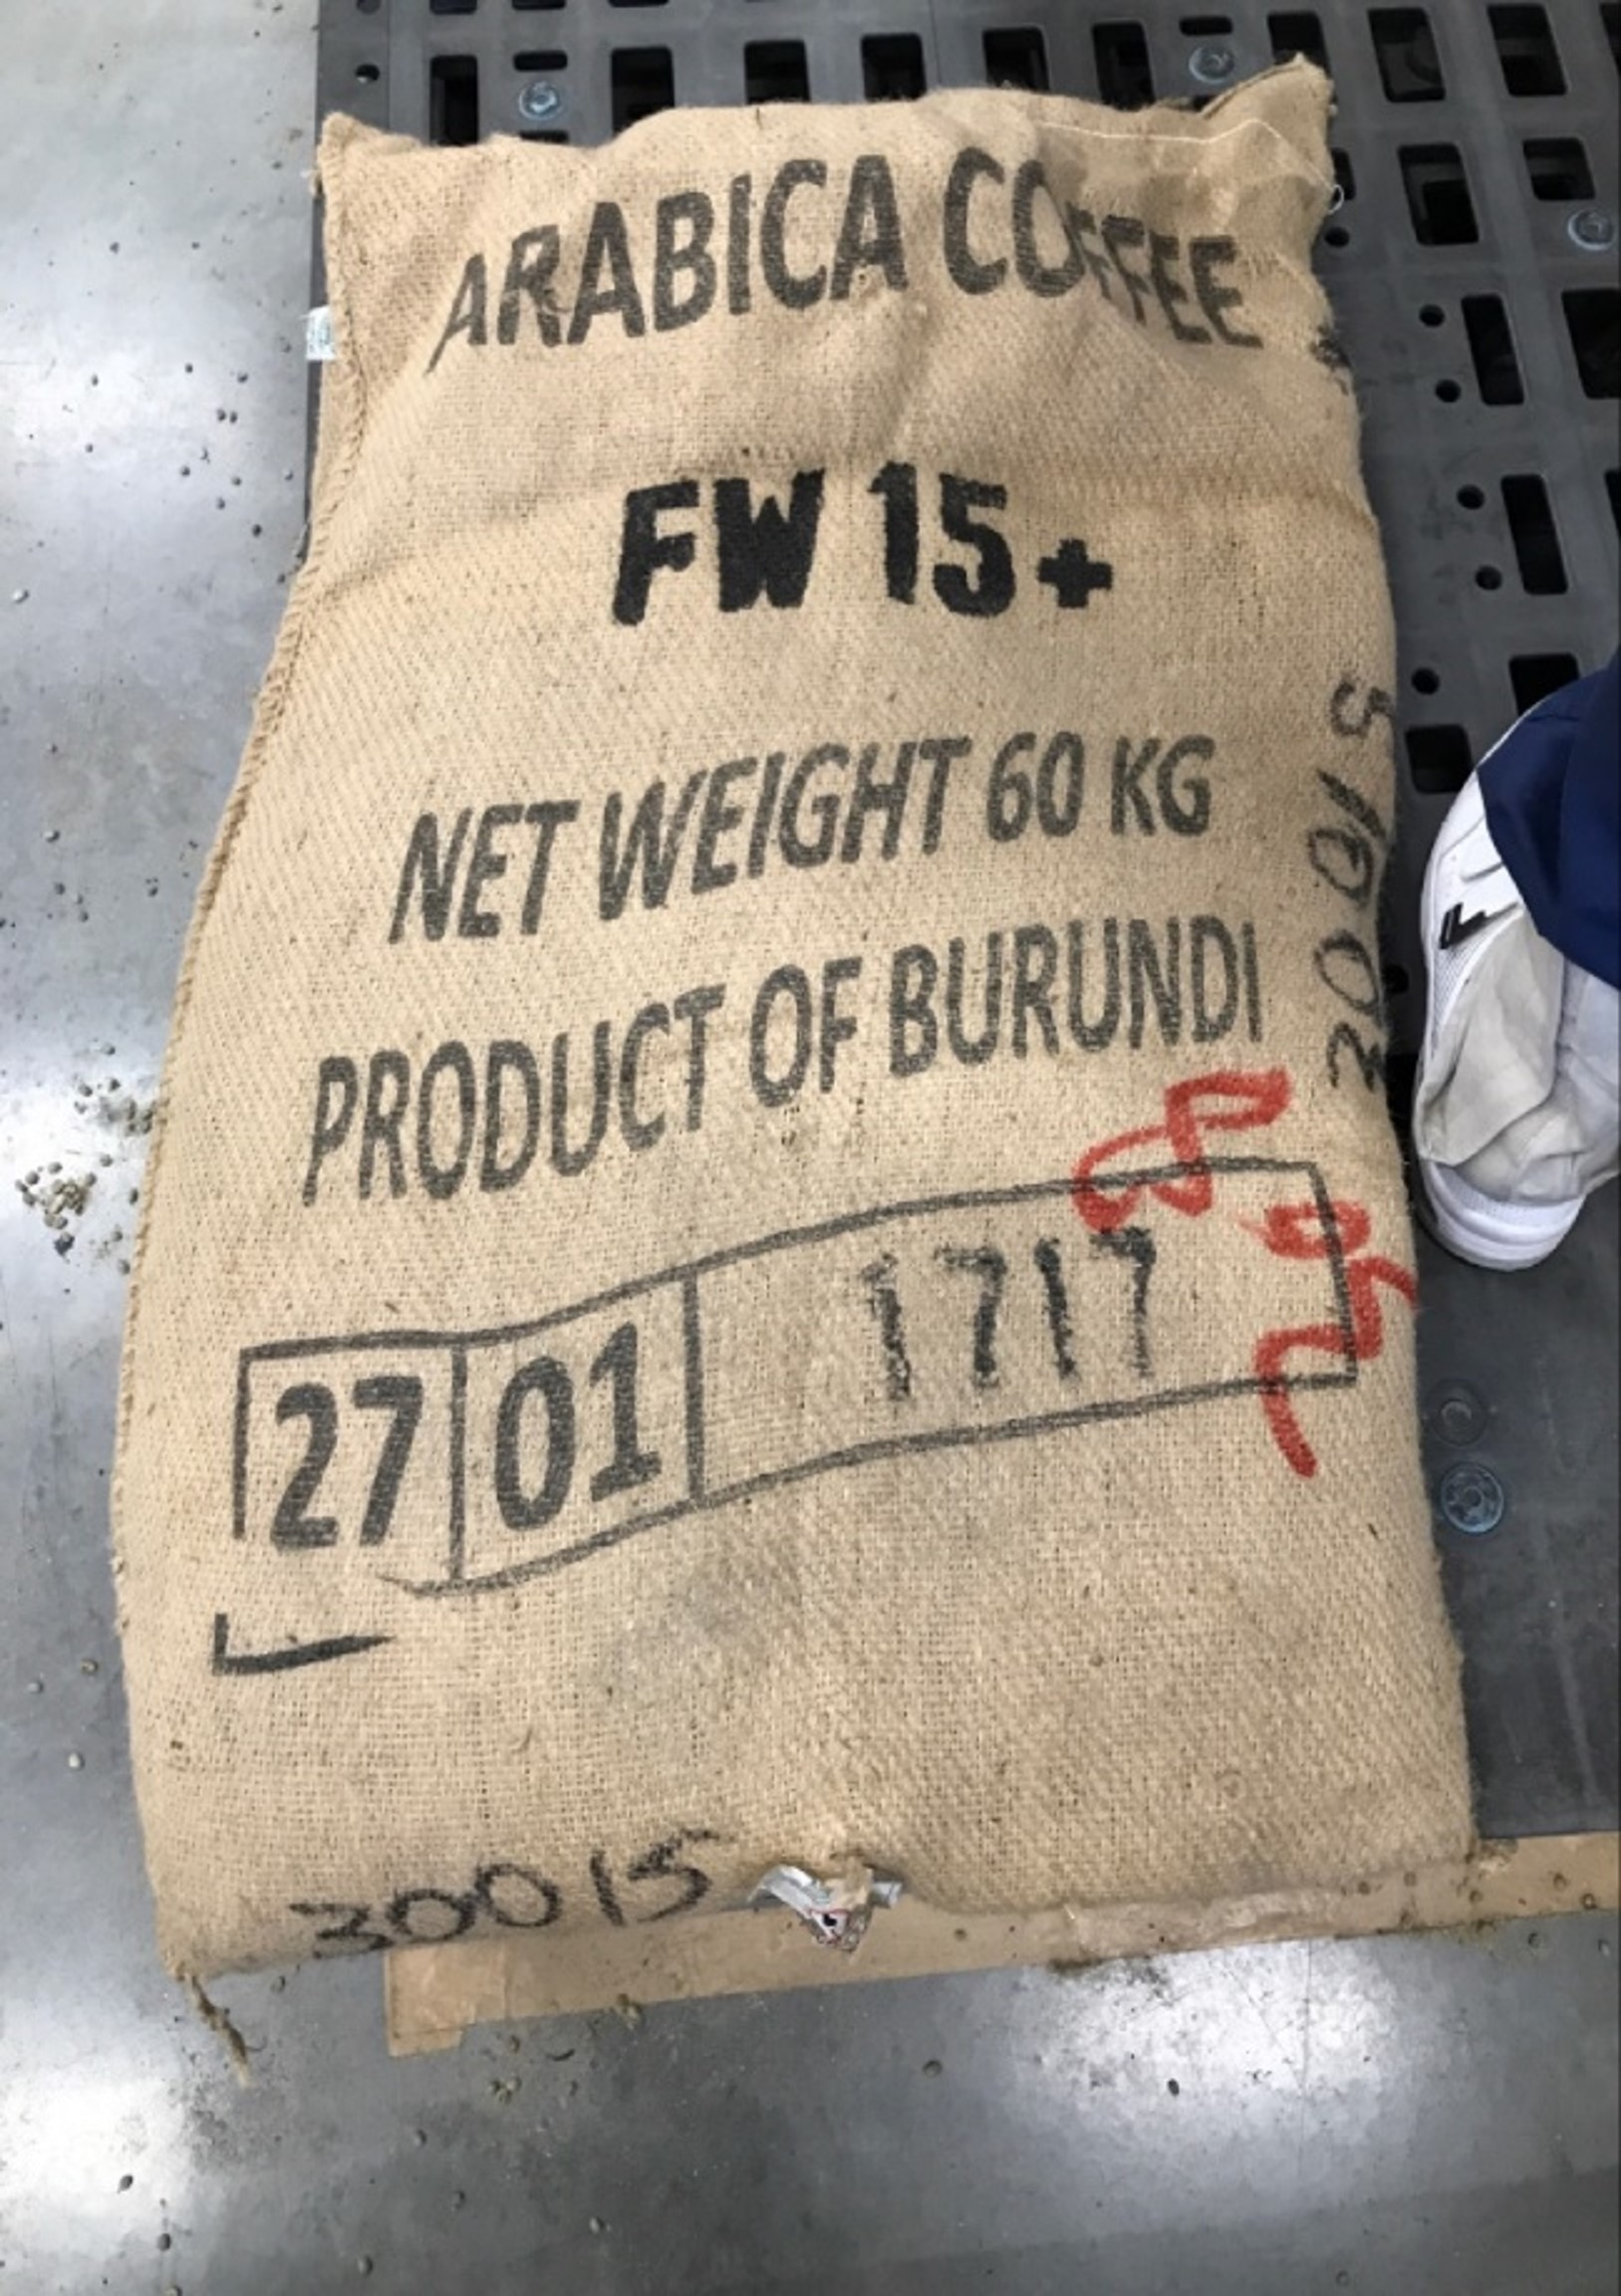 ARABICA COFFEE
FW 15+
NET WEIGHT 60 KG
PRODUCT OF BURUNDI
27 01 1717
30015
30015